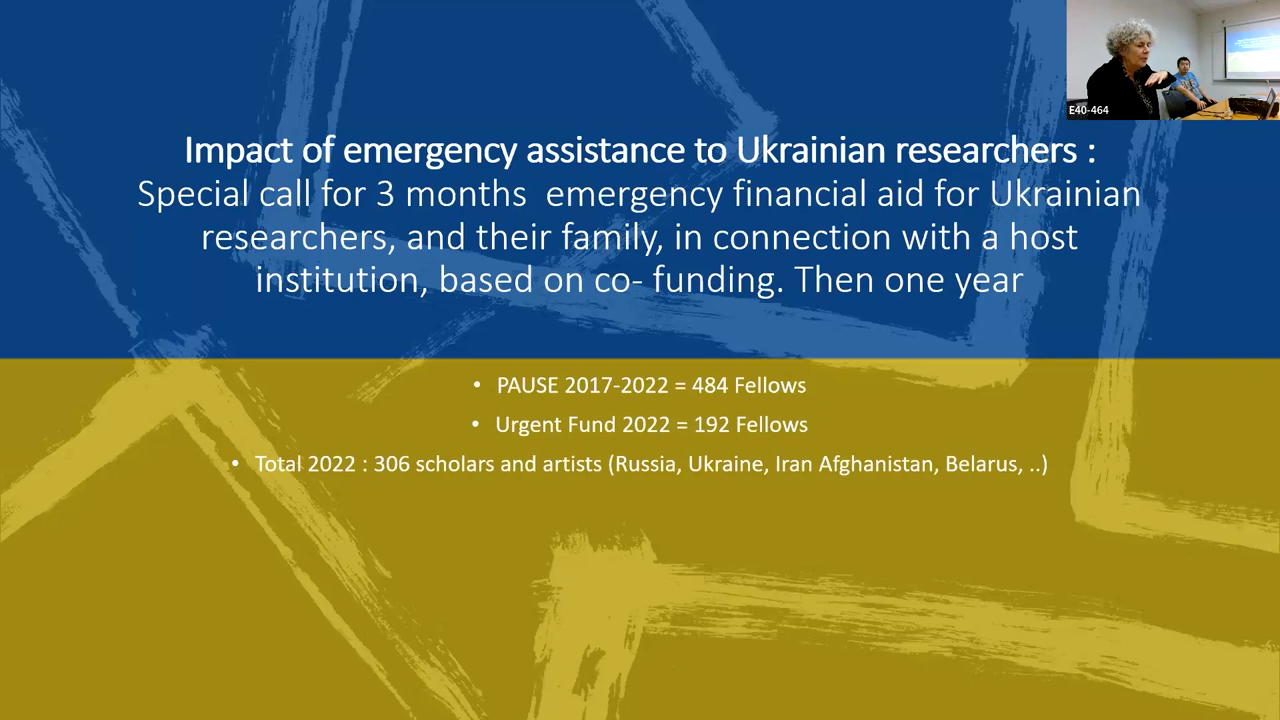 E40-464
Impact of emergency assistance to Ukrainian researchers :
Special call for 3 months  emergency financial aid for Ukrainian
researchers, and their family, in connection with a host
institution, based on co- funding. Then one year
• PAUSE 2017-2022 = 484 Fellows
• Urgent Fund 2022 = 192 Fellows
• Total 2022 : 306 scholars and artists (Russia, Ukraine, Iran Afghanistan, Belarus, ..)